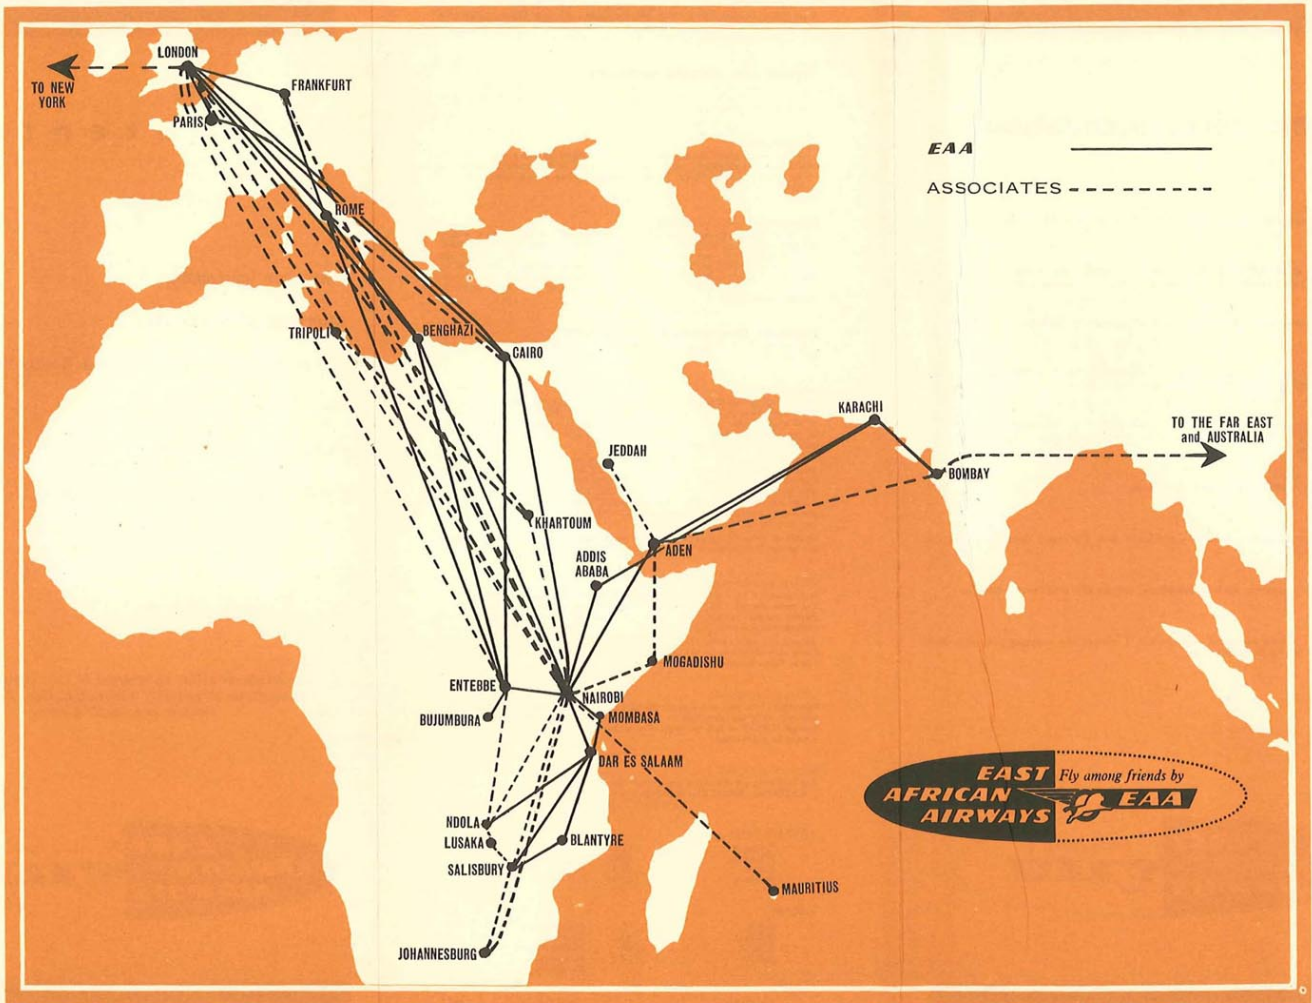 LONDON
TO NEW
YORK
FRANKFURT
PARIS
EAA
ASSOCIATES
ROME
TRIPOLI
BENGHAZI
CAIRO
KARACHI
TO THE FAR EAST
and AUSTRALIA
JEDDAH
BOMBAY
KHARTOUM
ADEN
ADDIS
ABABA
MOGADISHU
ENTEBBE
NAIROBI
BUJUMBURA
MOMBASA
DAR ES SALAAM
EAST
AFRICAN
AIRWAYS
Fly among friends by
EAA
NDOLA
LUSAKA
BLANTYRE
SALISBURY
MAURITIUS
JOHANNESBURG